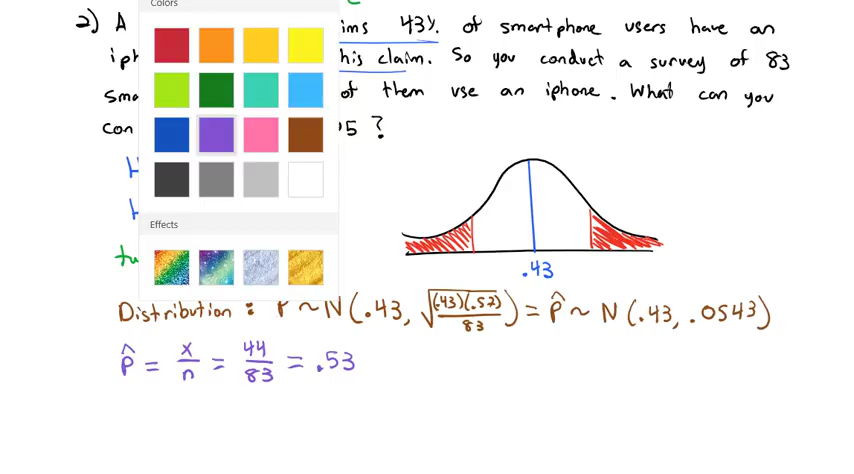 Colors
2) A ims 43% of smartphone users have an
iph his claim. So you conduct a survey of 83
sma of them use an iphone. What can you
con 05 ?
H
H
Effects
tw
.43
Distribution: P ~ N(.43, √(.43)(.57)/83) = P̂ ~ N(.43, .0543)
P̂ = x/n = 44/83 = .53